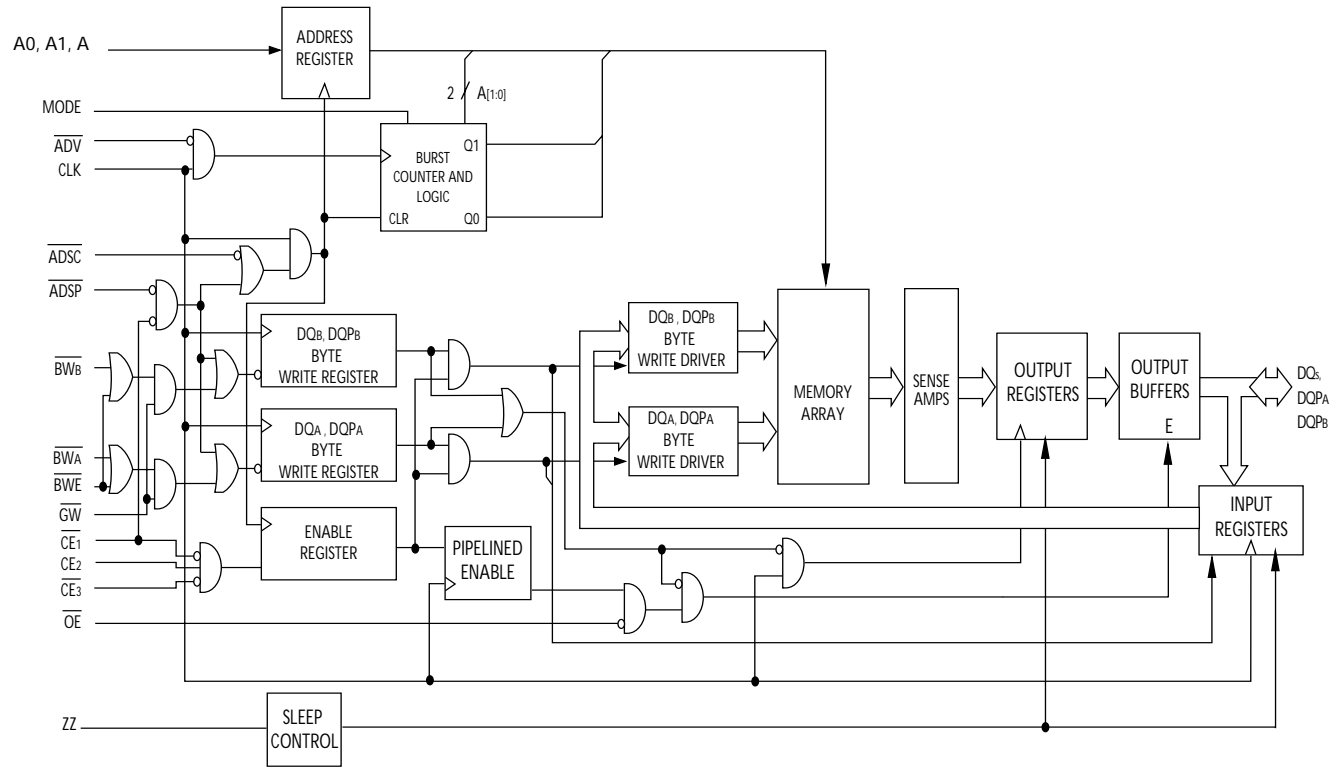 A0, A1, A
ADDRESS
REGISTER
MODE
2 A[1:0]
ADV
CLK
BURST
COUNTER AND
LOGIC
Q1
CLR
Q0
ADSC
ADSP
DQB, DQPB
BYTE
WRITE REGISTER
DQB, DQPB
BYTE
WRITE DRIVER
BWB
MEMORY
ARRAY
SENSE
AMPS
OUTPUT
REGISTERS
OUTPUT
BUFFERS
E
DQs,
DQPA
DQPB
DQA, DQPA
BYTE
WRITE REGISTER
DQA, DQPA
BYTE
WRITE DRIVER
BWA
BWE
GW
CE1
CE2
CE3
ENABLE
REGISTER
PIPELINED
ENABLE
INPUT
REGISTERS
OE
ZZ
SLEEP
CONTROL